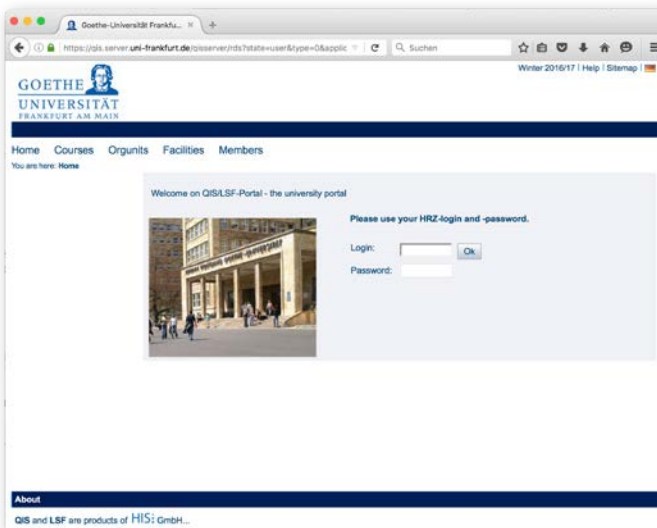 Goethe-Universität Frankfu...
https://qis.server.uni-frankfurt.de/qisserver/rds?state=user&type=0&applic
Suchen
Winter 2016/17 | Help | Sitemap |
GOETHE
UNIVERSITÄT
FRANKFURT AM MAIN
Home Courses Orgunits Facilities Members
You are here: Home
Welcome on QIS/LSF-Portal - the university portal
Please use your HRZ-login and -password.
Login:
Ok
Password:
About
QIS and LSF are products of HIS: GmbH...